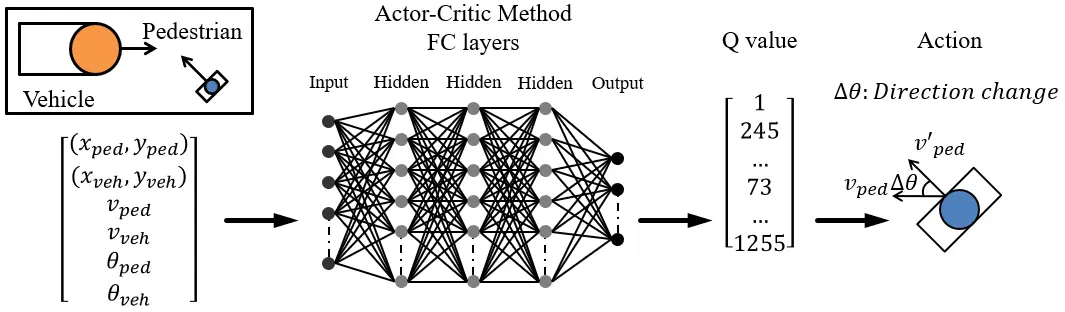 Pedestrian
Vehicle
(x_ped, y_ped)
(x_veh, y_veh)
v_ped
v_veh
θ_ped
θ_veh
Actor-Critic Method
FC layers
Input Hidden Hidden Hidden Output
Q value
1
245
...
73
...
1255
Action
Δθ: Direction change
v′_ped
v_ped Δθ